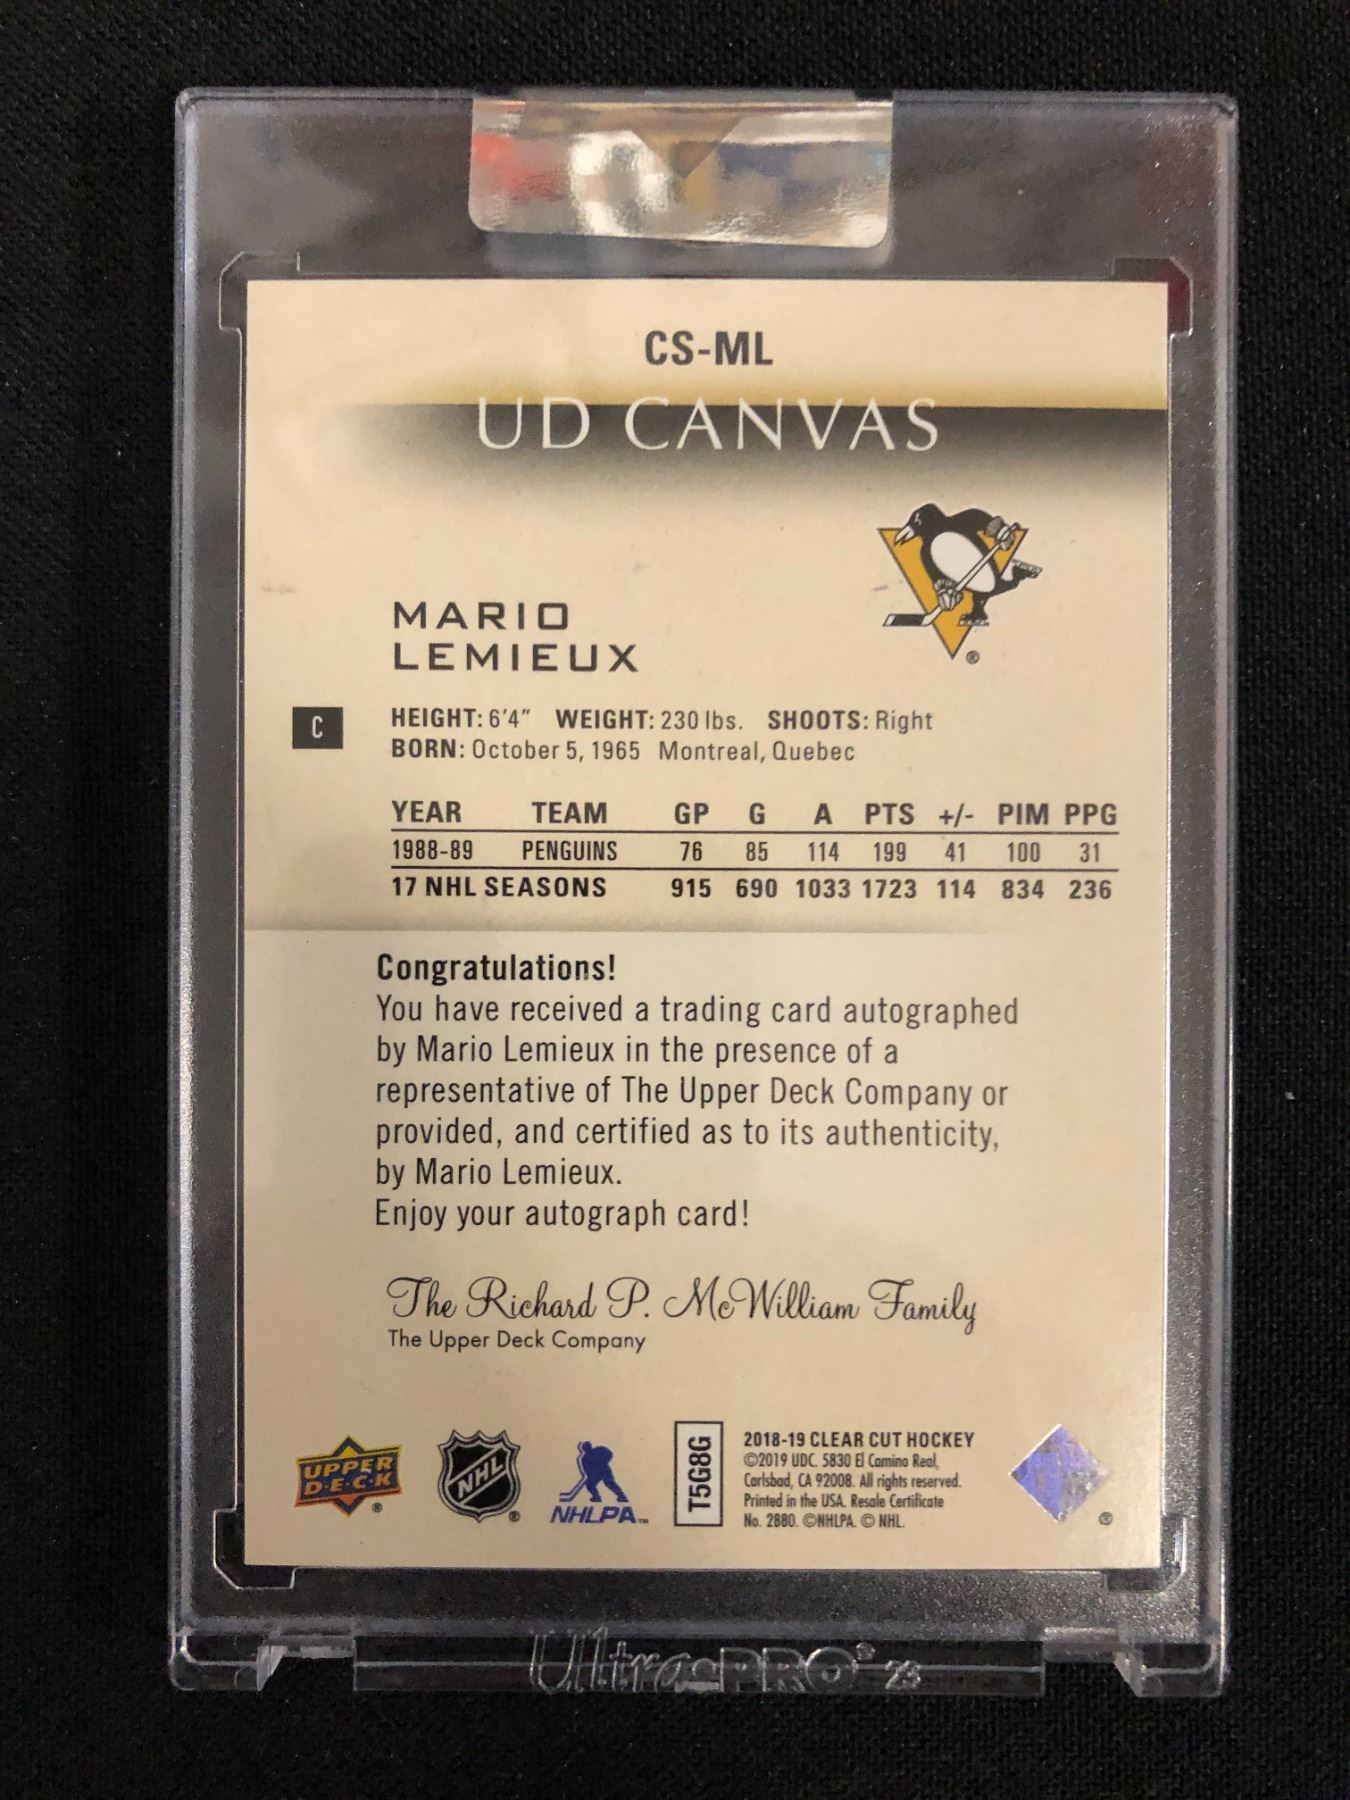 CS-ML
UD CANVAS
MARIO
LEMIEUX
C
HEIGHT: 6'4" WEIGHT: 230 lbs. SHOOTS: Right
BORN: October 5, 1965 Montreal, Quebec
YEAR TEAM GP G A PTS +/- PIM PPG
1988-89 PENGUINS 76 85 114 199 41 100 31
17 NHL SEASONS 915 690 1033 1723 114 834 236
Congratulations!
You have received a trading card autographed
by Mario Lemieux in the presence of a
representative of The Upper Deck Company or
provided, and certified as to its authenticity,
by Mario Lemieux.
Enjoy your autograph card!
The Richard P. McWilliam Family
The Upper Deck Company
UPPER
D·E·C·K ®
NHL ®
NHLPA ™
T5G8G
2018-19 CLEAR CUT HOCKEY
©2019 UDC. 5830 El Camino Real,
Carlsbad, CA 92008. All rights reserved.
Printed in the USA. Resale Certificate
No. 2880. ©NHLPA. © NHL.
®
Ultra-PRO® 23